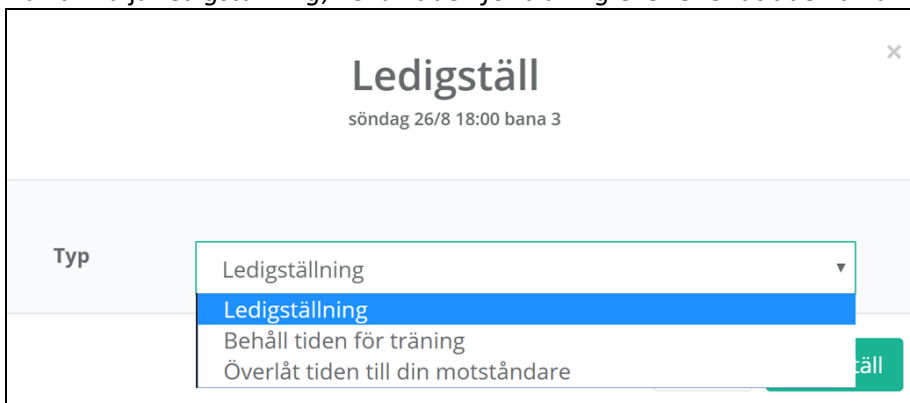 Ledigställ
söndag 26/8 18:00 bana 3
Typ
Ledigställning
Ledigställning
Behåll tiden för träning
Överlåt tiden till din motståndare
täll